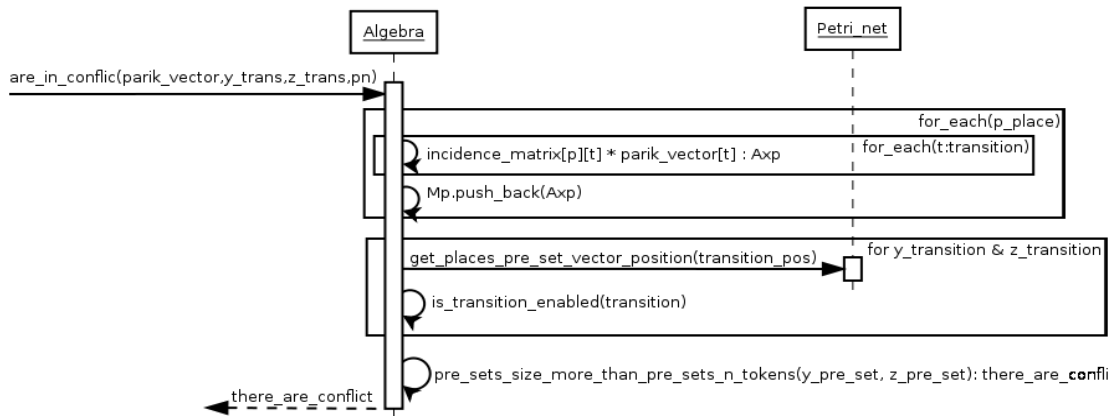 Algebra
Petri_net
are_in_conflic(parik_vector,y_trans,z_trans,pn)
for_each(p_place)
for_each(t:transition)
incidence_matrix[p][t] * parik_vector[t] : Axp
Mp.push_back(Axp)
for y_transition & z_transition
get_places_pre_set_vector_position(transition_pos)
is_transition_enabled(transition)
pre_sets_size_more_than_pre_sets_n_tokens(y_pre_set, z_pre_set): there_are_confli
there_are_conflict